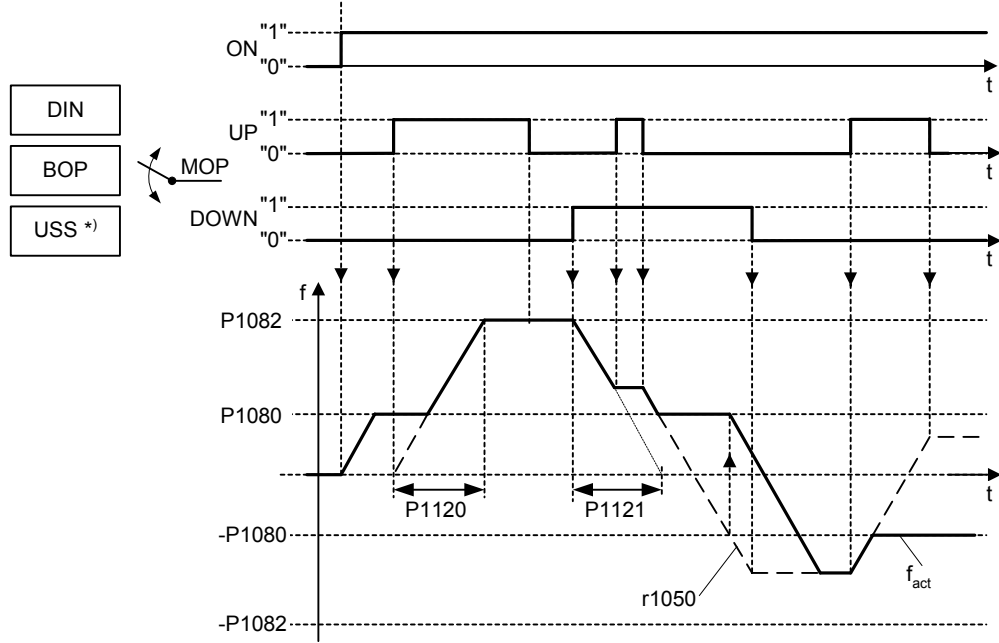 "1"
ON
"0"
t
DIN
BOP
USS *)
MOP
"1"
UP
"0"
t
"1"
DOWN
"0"
t
f
P1082
P1080
t
P1120
P1121
-P1080
r1050
fact
-P1082